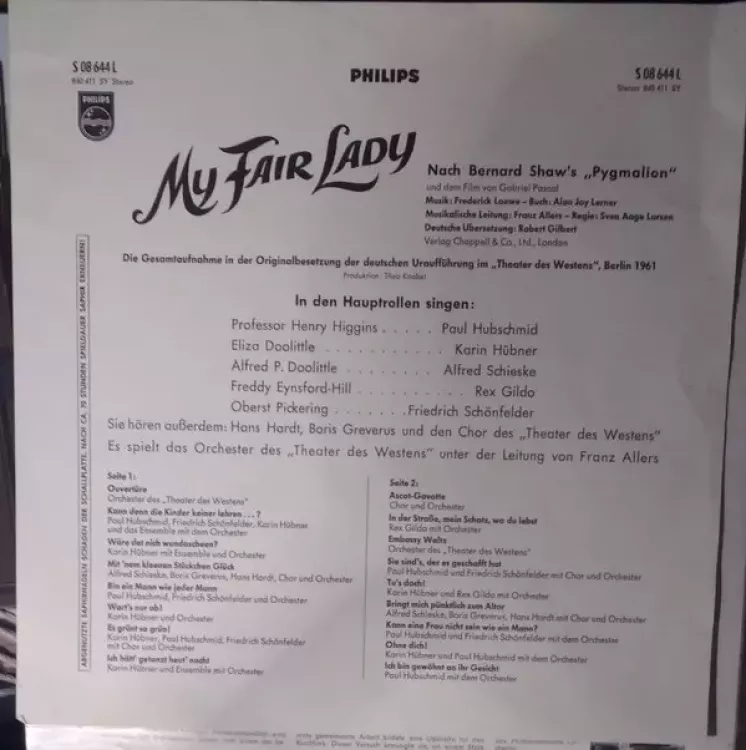 S 08 644 L
840 411 SY Stereo
PHILIPS
PHILIPS
S 08 644 L
Stereo 840 411 SY
MY FAIR LADY
Nach Bernard Shaw's „Pygmalion"
und dem Film von Gabriel Pascal
Musik: Frederick Loewe – Buch: Alan Jay Lerner
Musikalische Leitung: Franz Allers – Regie: Sven Aage Larsen
Deutsche Übersetzung: Robert Gilbert
Verlag Chappell & Co., Ltd., London
Die Gesamtaufnahme in der Originalbesetzung der deutschen Uraufführung im „Theater des Westens", Berlin 1961
Produktion: Theo Knobel
In den Hauptrollen singen:
Professor Henry Higgins . . . . . Paul Hubschmid
Eliza Doolittle . . . . . . . . . . . Karin Hübner
Alfred P. Doolittle . . . . . . . . Alfred Schieske
Freddy Eynsford-Hill . . . . . . . . . . Rex Gildo
Oberst Pickering . . . . . . . Friedrich Schönfelder
Sie hören außerdem: Hans Hardt, Boris Greverus und den Chor des „Theater des Westens"
Es spielt das Orchester des „Theater des Westens" unter der Leitung von Franz Allers
ABGENUTZTE SAPHIRNADELN SCHADEN DER SCHALLPLATTE. NACH CA. 70 STUNDEN SPIELDAUER SAPHIR ERNEUERN!
Seite 1:
Ouvertüre
Orchester des „Theater des Westens"
Kann denn die Kinder keiner lehren . . . ?
Paul Hubschmid, Friedrich Schönfelder, Karin Hübner
und das Ensemble mit dem Orchester
Wäre det nich wunderscheen?
Karin Hübner mit Ensemble und Orchester
Mit 'nem kleenen Stückchen Glück
Alfred Schieske, Boris Greverus, Hans Hardt, Chor und Orchester
Bin ein Mann wie jeder Mann
Paul Hubschmid, Friedrich Schönfelder und Orchester
Wart's nur ab!
Karin Hübner und Orchester
Es grünt so grün!
Karin Hübner, Paul Hubschmid, Friedrich Schönfelder
mit Chor und Orchester
Ich hätt' getanzt heut' nacht
Karin Hübner und Ensemble mit Orchester
Seite 2:
Ascot-Gavotte
Chor und Orchester
In der Straße, mein Schatz, wo du lebst
Rex Gildo mit Orchester
Embassy Waltz
Orchester des „Theater des Westens"
Sie sind's, der es geschafft hat
Paul Hubschmid und Friedrich Schönfelder mit Chor und Orchester
Tu's doch!
Karin Hübner und Rex Gildo mit Orchester
Bringt mich pünktlich zum Altar
Alfred Schieske, Boris Greverus, Hans Hardt mit Chor und Orchester
Kann eine Frau nicht sein wie ein Mann?
Paul Hubschmid und Friedrich Schönfelder mit dem Orchester
Ohne dich!
Karin Hübner und Paul Hubschmid mit dem Orchester
Ich bin gewöhnt an ihr Gesicht
Paul Hubschmid mit dem Orchester